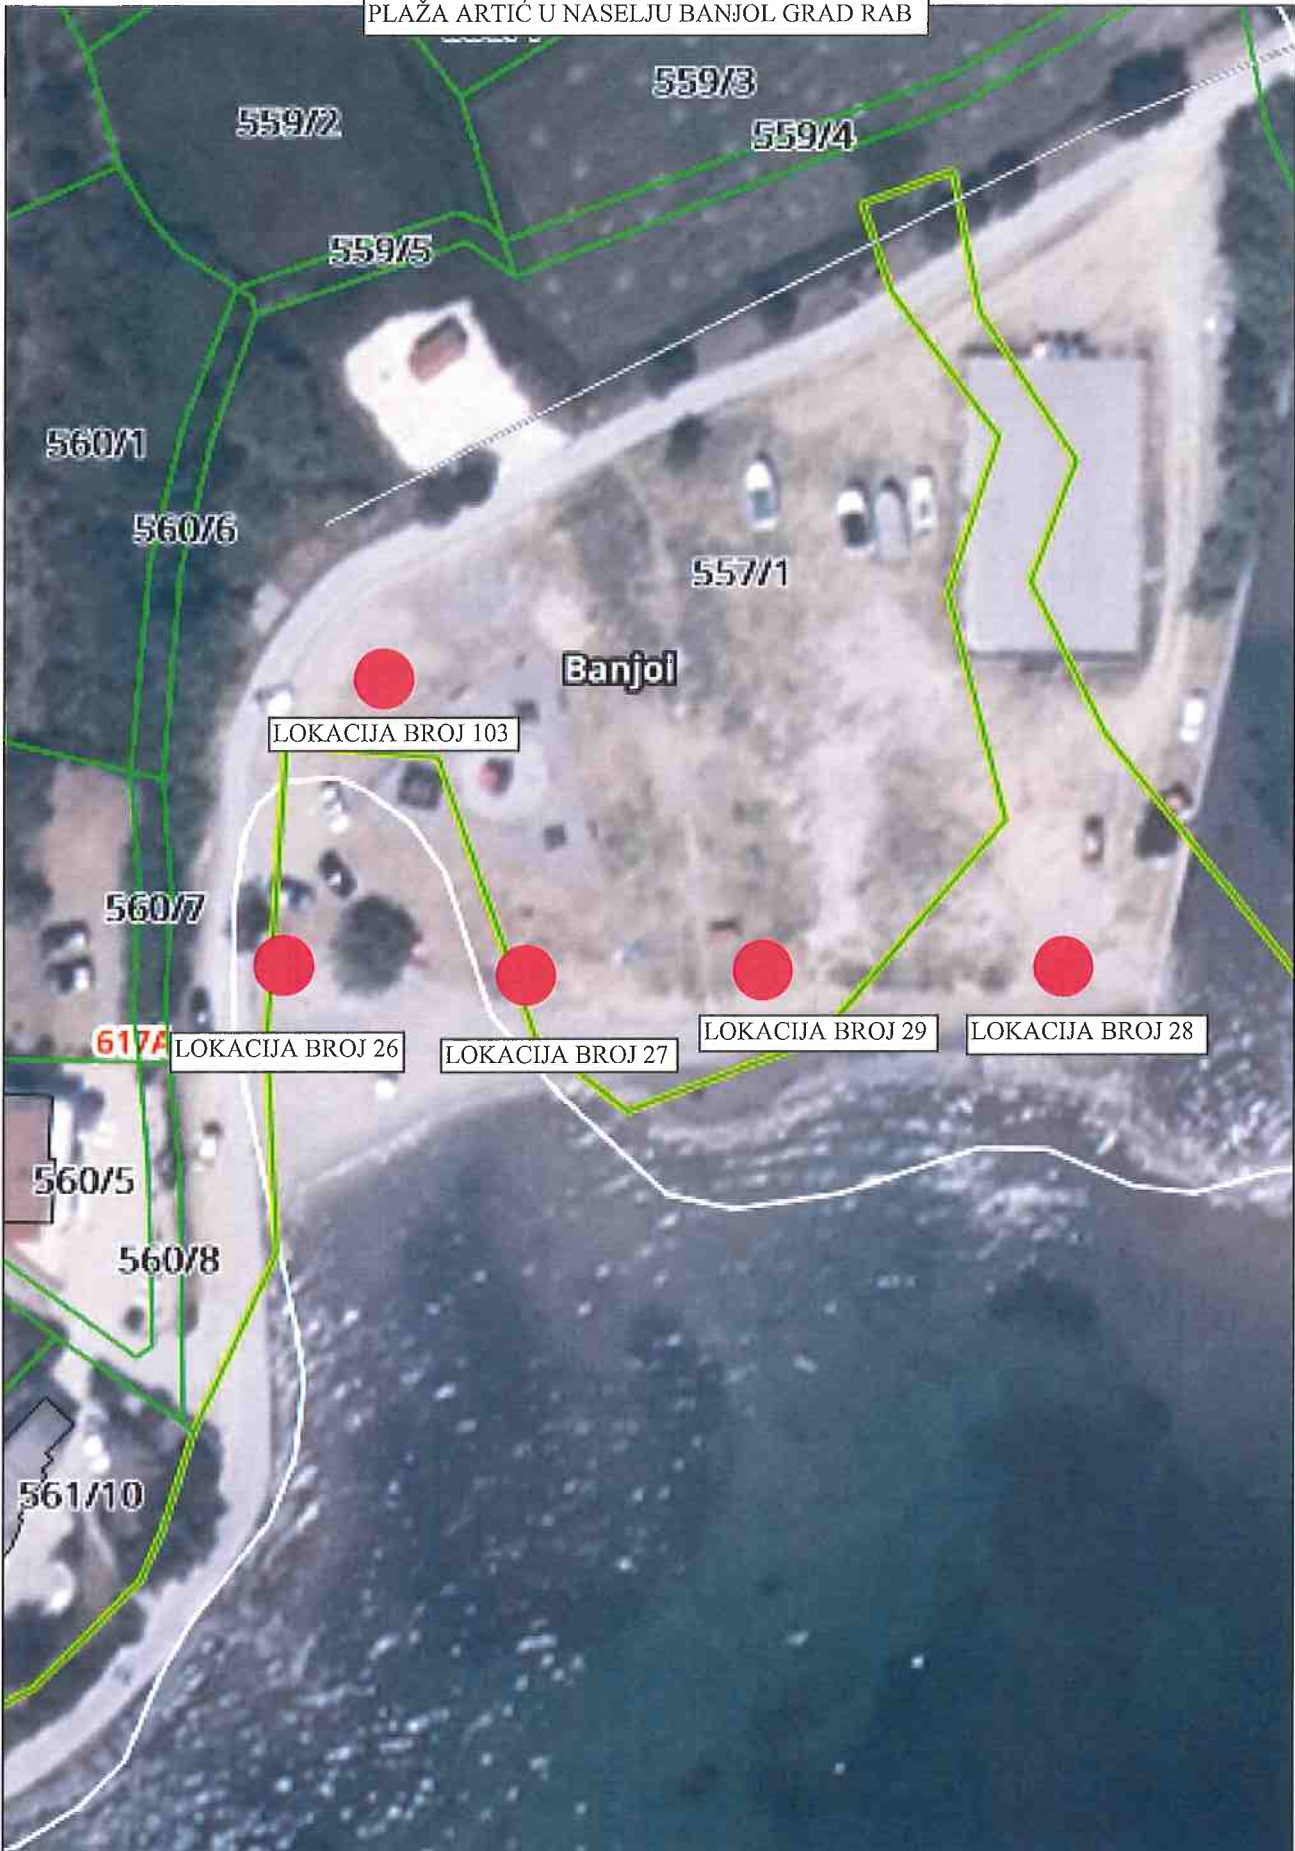 PLAŽA ARTIĆ U NASELJU BANJOL GRAD RAB
559/3
559/2
559/4
559/5
560/1
560/6
557/1
Banjol
LOKACIJA BROJ 103
560/7
617A
LOKACIJA BROJ 26
LOKACIJA BROJ 27
LOKACIJA BROJ 29
LOKACIJA BROJ 28
560/5
560/8
561/10